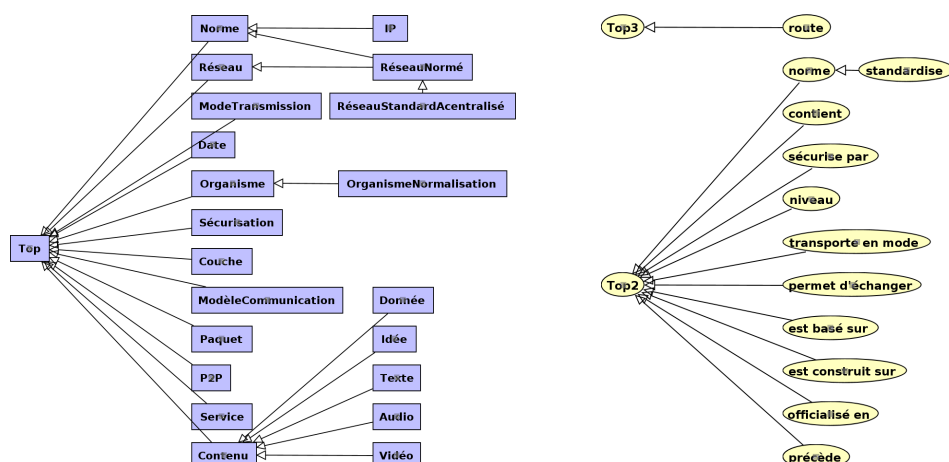 Norme
IP
Réseau
RéseauNormé
ModeTransmission
RéseauStandardAcentralisé
Date
Organisme
OrganismeNormalisation
Sécurisation
Top
Couche
ModèleCommunication
Donnée
Paquet
Idée
P2P
Texte
Service
Audio
Contenu
Vidéo
Top3
route
norme
standardise
contient
sécurise par
niveau
transporte en mode
Top2
permet d'échanger
est basé sur
est construit sur
officialisé en
précède